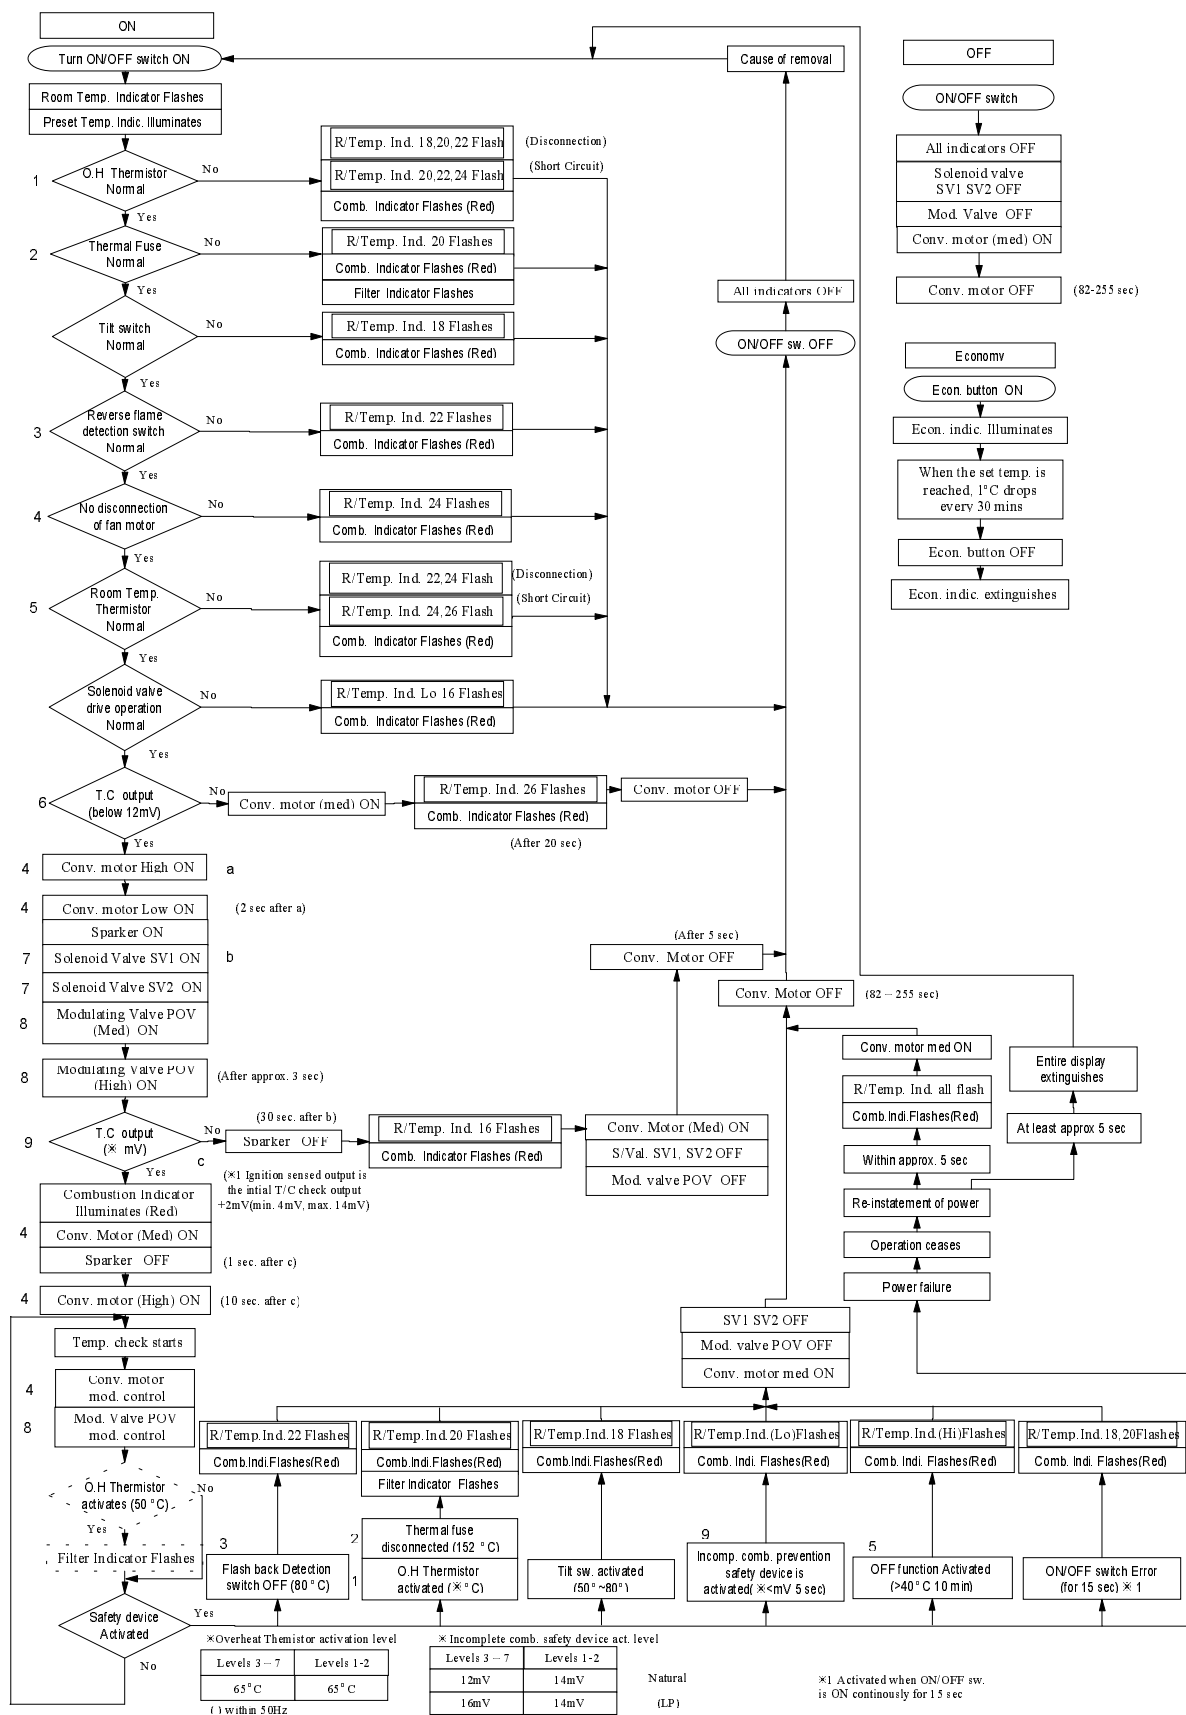 ON
Turn ON/OFF switch ON
Room Temp. Indicator Flashes
Preset Temp. Indic. Illuminates
1
O.H Thermistor
Normal
No
R/Temp. Ind. 18,20,22 Flash
(Disconnection)
R/Temp. Ind. 20,22,24 Flash
(Short Circuit)
Comb. Indicator Flashes (Red)
Yes
2
Thermal Fuse
Normal
No
R/Temp. Ind. 20 Flashes
Comb. Indicator Flashes (Red)
Filter Indicator Flashes
Yes
Tilt switch
Normal
No
R/Temp. Ind. 18 Flashes
Comb. Indicator Flashes (Red)
Yes
3
Reverse flame
detection switch
Normal
No
R/Temp. Ind. 22 Flashes
Comb. Indicator Flashes (Red)
Yes
4
No disconnection
of fan motor
No
R/Temp. Ind. 24 Flashes
Comb. Indicator Flashes (Red)
Yes
5
Room Temp.
Thermistor
Normal
No
R/Temp. Ind. 22,24 Flash
(Disconnection)
R/Temp. Ind. 24,26 Flash
(Short Circuit)
Comb. Indicator Flashes (Red)
Yes
Solenoid valve
drive operation
Normal
No
R/Temp. Ind. Lo 16 Flashes
Comb. Indicator Flashes (Red)
Yes
6
T.C output
(below 12mV)
No
Conv. motor (med) ON
R/Temp. Ind. 26 Flashes
Comb. Indicator Flashes (Red)
(After 20 sec)
Conv. motor OFF
Yes
4
Conv. motor High ON
a
4
Conv. motor Low ON
(2 sec after a)
Sparker ON
7
Solenoid Valve SV1 ON
b
7
Solenoid Valve SV2 ON
8
Modulating Valve POV
(Med) ON
8
Modulating Valve POV
(High) ON
(After approx. 3 sec)
9
T.C output
(※ mV)
No
c
(30 sec. after b)
Sparker OFF
R/Temp. Ind. 16 Flashes
Comb. Indicator Flashes (Red)
Conv. Motor (Med) ON
S/Val. SV1, SV2 OFF
Mod. valve POV OFF
(After 5 sec)
Conv. Motor OFF
(※1 Ignition sensed output is
the intial T/C check output
+2mV(min. 4mV, max. 14mV)
Yes
Combustion Indicator
Illuminates (Red)
4
Conv. Motor (Med) ON
Sparker OFF
(1 sec. after c)
4
Conv. motor (High) ON
(10 sec. after c)
Temp. check starts
4
Conv. motor
mod. control
8
Mod. Valve POV
mod. control
O.H Thermistor
activates (50°C)
No
Yes
Filter Indicator Flashes
Safety device
Activated
Yes
No
Cause of removal
All indicators OFF
ON/OFF sw. OFF
Conv. Motor OFF
(82 – 255 sec)
Conv. motor med ON
R/Temp. Ind. all flash
Comb.Indi.Flashes(Red)
Within approx. 5 sec
Re-instatement of power
Operation ceases
Power failure
Entire display
extinguishes
At least approx 5 sec
SV1 SV2 OFF
Mod. valve POV OFF
Conv. motor med ON
R/Temp.Ind.22 Flashes
Comb.Indi.Flashes(Red)
3
Flash back Detection
switch OFF (80°C)
R/Temp.Ind.20 Flashes
Comb.Indi.Flashes(Red)
Filter Indicator Flashes
2
Thermal fuse
disconnected (152 °C)
1
O.H Thermistor
activated (※°C)
R/Temp.Ind.18 Flashes
Comb.Indi.Flashes(Red)
Tilt sw. activated
(50°~80°)
R/Temp.Ind.(Lo)Flashes
Comb. Indi. Flashes(Red)
9
Incomp. comb. prevention
safety device is
activated( ※<mV 5 sec)
R/Temp.Ind.(Hi)Flashes
Comb. Indi. Flashes(Red)
5
OFF function Activated
(>40°C 10 min)
R/Temp.Ind.18,20Flashes
Comb. Indi. Flashes(Red)
ON/OFF switch Error
(for 15 sec) ※ 1
※Overheat Themistor activation level
Levels 3 – 7 Levels 1-2
65°C 65°C
( ) within 50Hz
※Incomplete comb. safety device act. level
Levels 3 – 7 Levels 1-2
12mV 14mV Natural
16mV 14mV (LP)
※1 Activated when ON/OFF sw.
is ON continously for 15 sec
OFF
ON/OFF switch
All indicators OFF
Solenoid valve
SV1 SV2 OFF
Mod. Valve OFF
Conv. motor (med) ON
Conv. motor OFF
(82-255 sec)
Economy
Econ. button ON
Econ. indic. Illuminates
When the set temp. is
reached, 1°C drops
every 30 mins
Econ. button OFF
Econ. indic. extinguishes